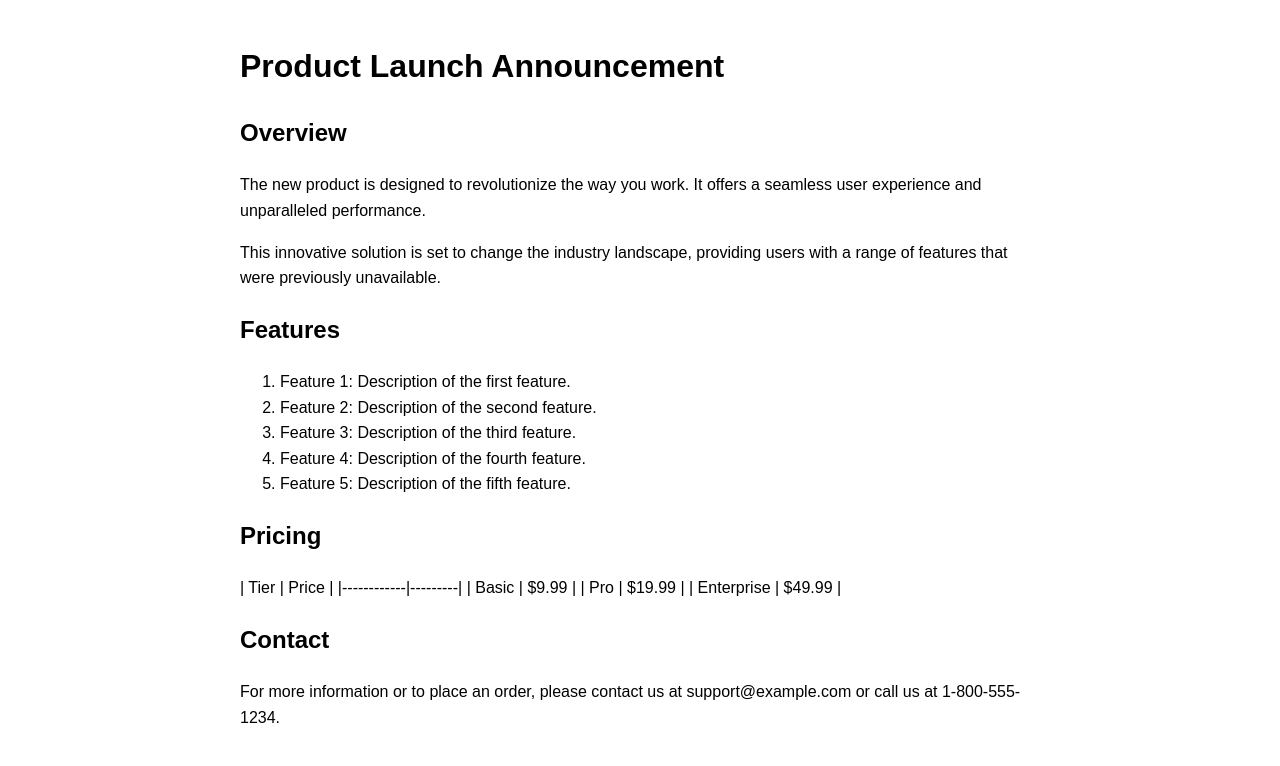 Product Launch Announcement
Overview
The new product is designed to revolutionize the way you work. It offers a seamless user experience and
unparalleled performance.
This innovative solution is set to change the industry landscape, providing users with a range of features that
were previously unavailable.
Features
1. Feature 1: Description of the first feature.
2. Feature 2: Description of the second feature.
3. Feature 3: Description of the third feature.
4. Feature 4: Description of the fourth feature.
5. Feature 5: Description of the fifth feature.
Pricing
| Tier | Price | |------------|---------| | Basic | $9.99 | | Pro | $19.99 | | Enterprise | $49.99 |
Contact
For more information or to place an order, please contact us at support@example.com or call us at 1-800-555-
1234.